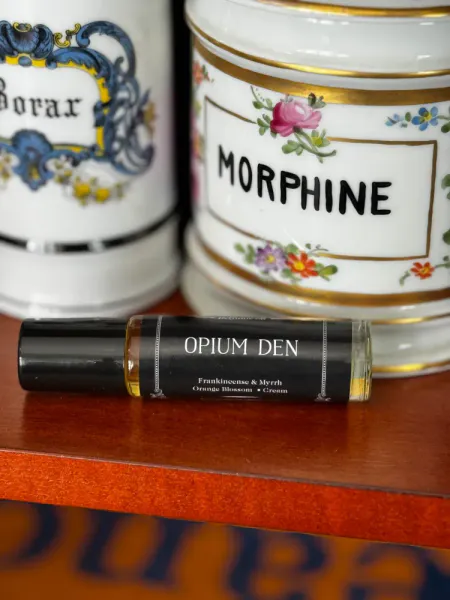 Borax
MORPHINE
OPIUM DEN
Frankincense & Myrrh
Orange Blossom • Cream